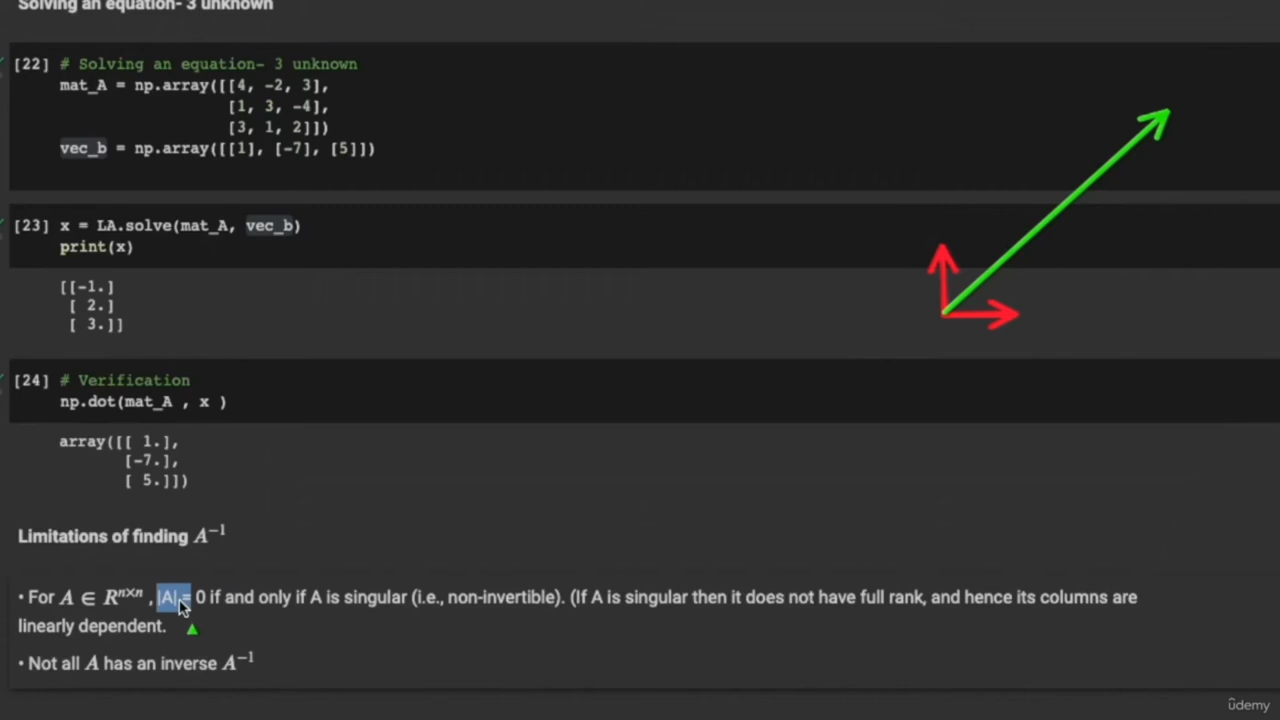 Solving an equation- 3 unknown
[22] # Solving an equation- 3 unknown
mat_A = np.array([[4, -2, 3],
[1, 3, -4],
[3, 1, 2]])
vec_b = np.array([[1], [-7], [5]])
[23] x = LA.solve(mat_A, vec_b)
print(x)
[[-1.]
[ 2.]
[ 3.]]
[24] # Verification
np.dot(mat_A , x )
array([[ 1.],
[-7.],
[ 5.]])
Limitations of finding A⁻¹
• For A ∈ Rⁿˣⁿ , |A| = 0 if and only if A is singular (i.e., non-invertible). (If A is singular then it does not have full rank, and hence its columns are
linearly dependent.
• Not all A has an inverse A⁻¹
ûdemy